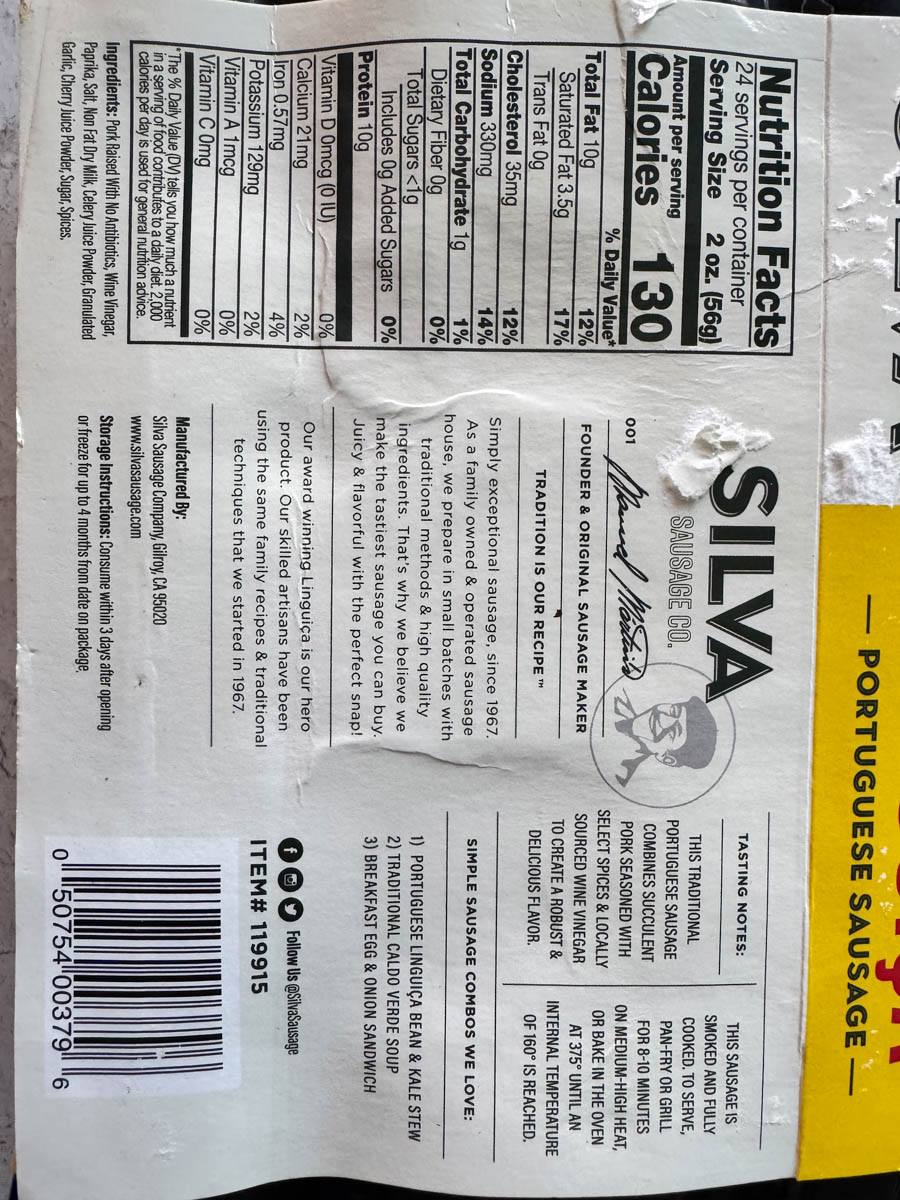 PORTUGUESE SAUSAGE
Nutrition Facts
24 servings per container
Serving Size 2 oz. (56g)
Amount per serving
Calories 130
% Daily Value*
Total Fat 10g 12%
Saturated Fat 3.5g 17%
Trans Fat 0g
Cholesterol 35mg 12%
Sodium 330mg 14%
Total Carbohydrate 1g 1%
Dietary Fiber 0g 0%
Total Sugars <1g
Includes 0g Added Sugars 0%
Protein 10g
Vitamin D 0mcg (0 IU) 0%
Calcium 21mg 2%
Iron 0.57mg 4%
Potassium 129mg 2%
Vitamin A 1mcg 0%
Vitamin C 0mg 0%
*The % Daily Value (DV) tells you how much a nutrient
in a serving of food contributes to a daily diet. 2,000
calories per day is used for general nutrition advice.
Ingredients: Pork Raised With No Antibiotics, Wine Vinegar,
Paprika, Salt, Non Fat Dry Milk, Celery Juice Powder, Granulated
Garlic, Cherry Juice Powder, Sugar, Spices.
SILVA
SAUSAGE CO.
001
FOUNDER & ORIGINAL SAUSAGE MAKER
TRADITION IS OUR RECIPE™
Simply exceptional sausage, since 1967.
As a family owned & operated sausage
house, we prepare in small batches with
traditional methods & high quality
ingredients. That's why we believe we
make the tastiest sausage you can buy.
Juicy & flavorful with the perfect snap!
Our award winning Linguiça is our hero
product. Our skilled artisans have been
using the same family recipes & traditional
techniques that we started in 1967.
Manufactured By:
Silva Sausage Company, Gilroy, CA 95020
www.silvasausage.com
Storage Instructions: Consume within 3 days after opening
or freeze for up to 4 months from date on package.
TASTING NOTES:
THIS TRADITIONAL
PORTUGUESE SAUSAGE
COMBINES SUCCULENT
PORK SEASONED WITH
SELECT SPICES & LOCALLY
SOURCED WINE VINEGAR
TO CREATE A ROBUST &
DELICIOUS FLAVOR.
THIS SAUSAGE IS
SMOKED AND FULLY
COOKED. TO SERVE,
PAN-FRY OR GRILL
FOR 8-10 MINUTES
ON MEDIUM-HIGH HEAT,
OR BAKE IN THE OVEN
AT 375° UNTIL AN
INTERNAL TEMPERATURE
OF 160° IS REACHED.
SIMPLE SAUSAGE COMBOS WE LOVE:
1) PORTUGUESE LINGUIÇA BEAN & KALE STEW
2) TRADITIONAL CALDO VERDE SOUP
3) BREAKFAST EGG & ONION SANDWICH
Follow Us @SilvaSausage
ITEM# 119915
0 50754 00379 6